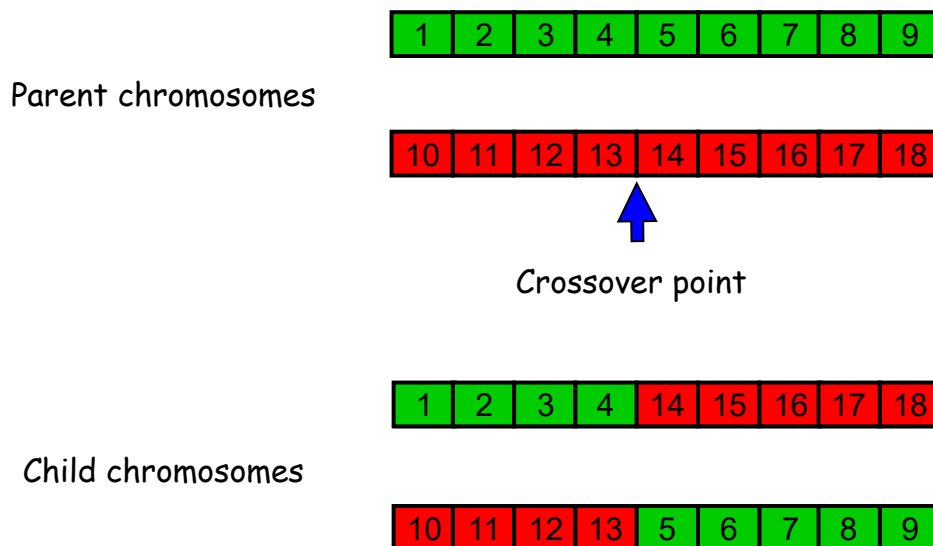 1 2 3 4 5 6 7 8 9
Parent chromosomes
10 11 12 13 14 15 16 17 18
Crossover point
1 2 3 4 14 15 16 17 18
Child chromosomes
10 11 12 13 5 6 7 8 9